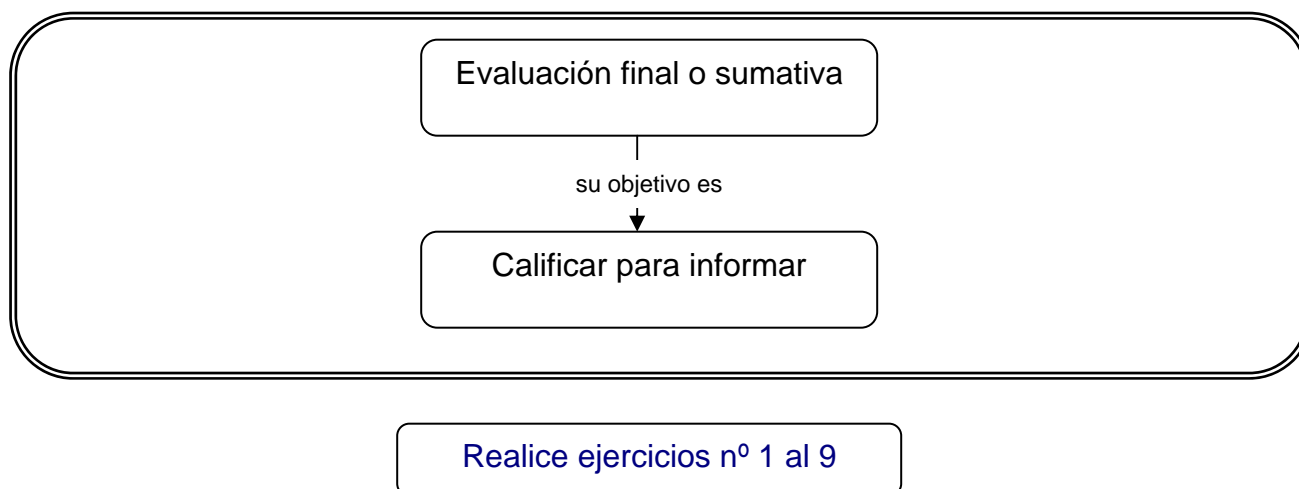 Evaluación final o sumativa
su objetivo es
Calificar para informar
Realice ejercicios nº 1 al 9